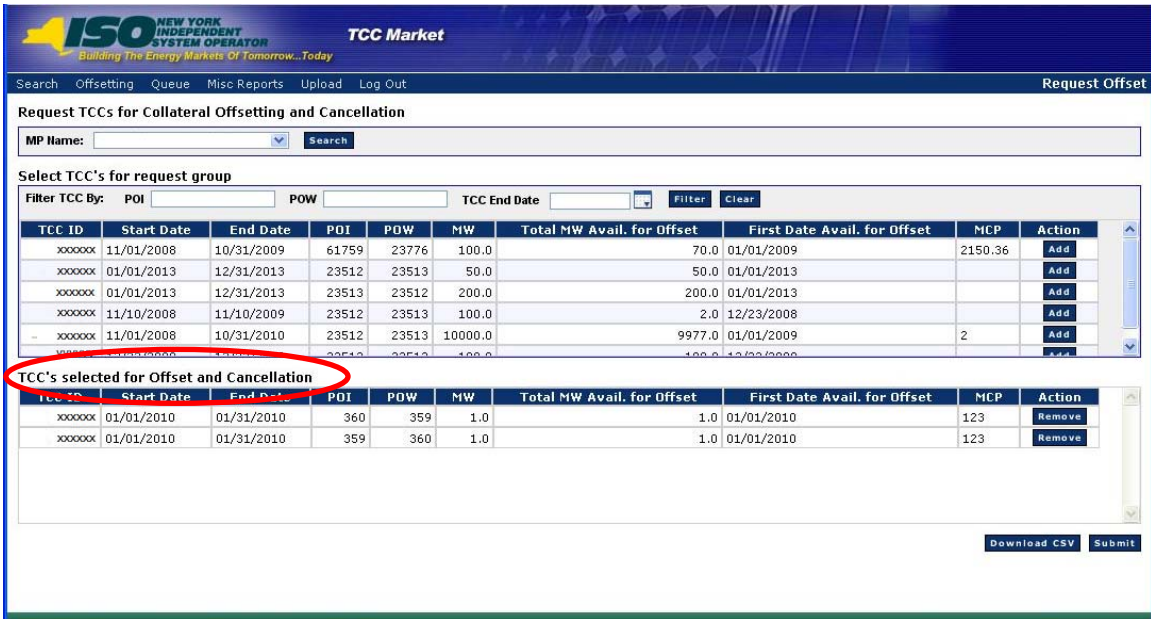 NEW YORK
ISO INDEPENDENT
SYSTEM OPERATOR
Building The Energy Markets Of Tomorrow...Today
TCC Market
Search Offsetting Queue Misc Reports Upload Log Out Request Offset
Request TCCs for Collateral Offsetting and Cancellation
MP Name: Search
Select TCC's for request group
Filter TCC By: POI POW TCC End Date Filter Clear
TCC ID Start Date End Date POI POW MW Total MW Avail. for Offset First Date Avail. for Offset MCP Action
xxxxxx 11/01/2008 10/31/2009 61759 23776 100.0 70.0 01/01/2009 2150.36 Add
xxxxxx 01/01/2013 12/31/2013 23512 23513 50.0 50.0 01/01/2013 Add
xxxxxx 01/01/2013 12/31/2013 23513 23512 200.0 200.0 01/01/2013 Add
xxxxxx 11/10/2008 11/10/2009 23512 23513 100.0 2.0 12/23/2008 Add
xxxxxx 11/01/2008 10/31/2010 23512 23513 10000.0 9977.0 01/01/2009 2 Add
TCC's selected for Offset and Cancellation
TCC ID Start Date End Date POI POW MW Total MW Avail. for Offset First Date Avail. for Offset MCP Action
xxxxxx 01/01/2010 01/31/2010 360 359 1.0 1.0 01/01/2010 123 Remove
xxxxxx 01/01/2010 01/31/2010 359 360 1.0 1.0 01/01/2010 123 Remove
Download CSV Submit